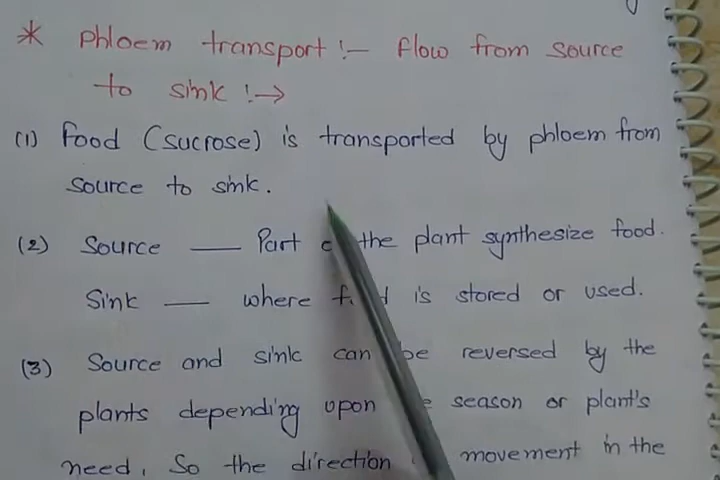 * Phloem transport :- flow from source
to sink :→
(1) Food (sucrose) is transported by phloem from
source to sink.
(2) Source — Part the plant synthesize food.
Sink — where is stored or used.
(3) Source and sink can be reversed by the
plants depending upon season or plant's
need. So the direction movement in the